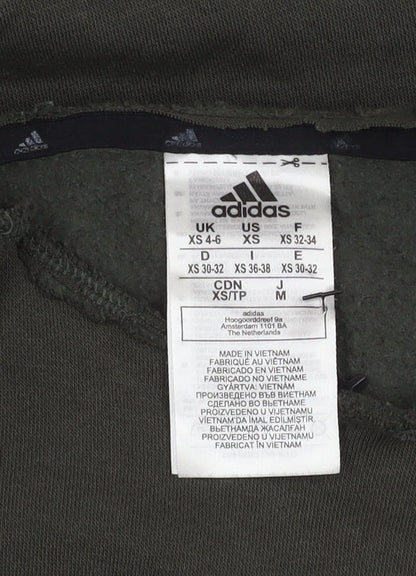 adidas
adidas
adidas
UK US F
XS 4-6 XS XS 32-34
D I E
XS 30-32 XS 36-38 XS 30-32
CDN J
XS/TP M
adidas
Hoogoorddreef 9a
Amsterdam 1101 BA
The Netherlands
MADE IN VIETNAM
FABRIQUÉ AU VIÊTNAM
FABRICADO EN VIETNAM
FABRICADO NO VIETNAME
GYÁRTVA: VIETNÁM
ПРОИЗВЕДЕНО ВЪВ ВИЕТНАМ
СДЕЛАНО ВО ВЬЕТНАМЕ
PROIZVEDENO U VIJETNAMU
VIETNAM'DA İMAL EDİLMİŞTİR
ВЬЕТНАМДА ЖАСАЛҒАН
PROIZVEDENO U VIJETNAMU
FABRICAT ÎN VIETNAM